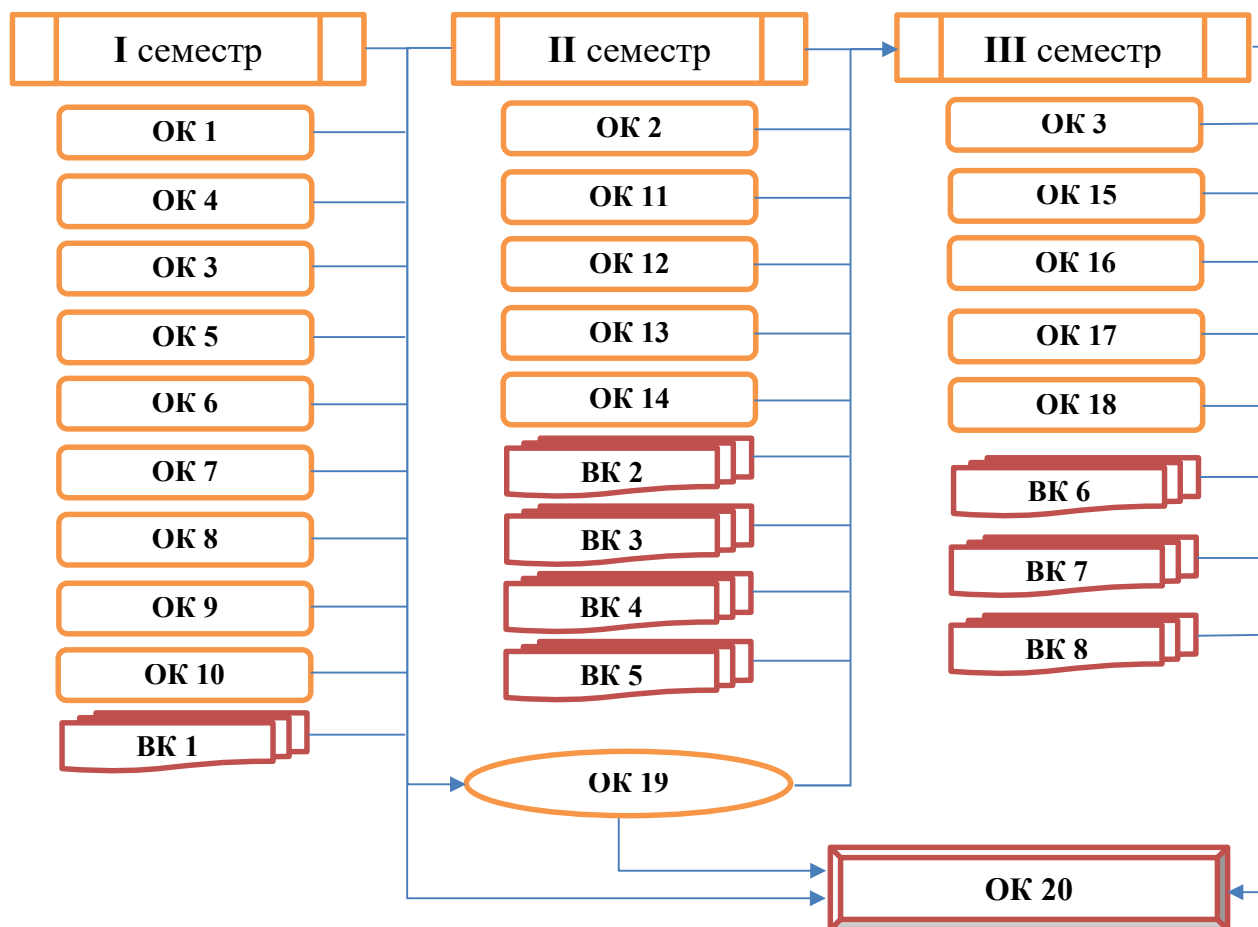 I семестр
II семестр
III семестр
ОК 1
ОК 4
ОК 3
ОК 5
ОК 6
ОК 7
ОК 8
ОК 9
ОК 10
ВК 1
ОК 2
ОК 11
ОК 12
ОК 13
ОК 14
ВК 2
ВК 3
ВК 4
ВК 5
ОК 19
ОК 3
ОК 15
ОК 16
ОК 17
ОК 18
ВК 6
ВК 7
ВК 8
ОК 20